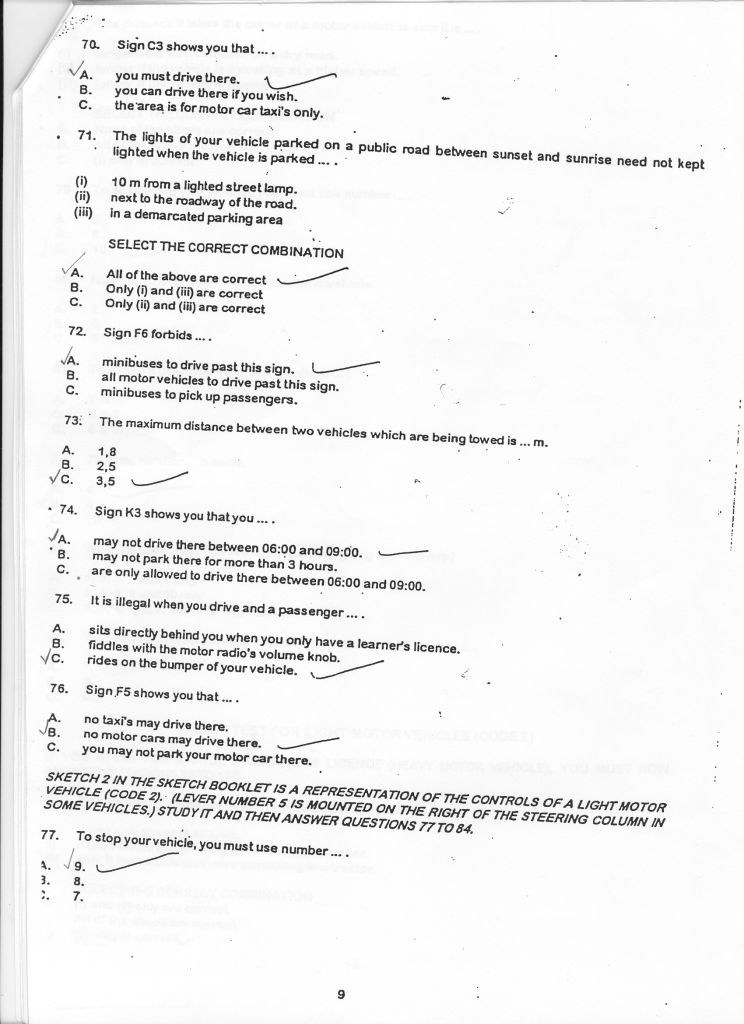 70. Sign C3 shows you that ... .
A. you must drive there.
B. you can drive there if you wish.
C. the area is for motor car taxi's only.
71. The lights of your vehicle parked on a public road between sunset and sunrise need not kept
lighted when the vehicle is parked ... .
(i) 10 m from a lighted street lamp.
(ii) next to the roadway of the road.
(iii) in a demarcated parking area
SELECT THE CORRECT COMBINATION
A. All of the above are correct
B. Only (i) and (iii) are correct
C. Only (ii) and (iii) are correct
72. Sign F6 forbids ... .
A. minibuses to drive past this sign.
B. all motor vehicles to drive past this sign.
C. minibuses to pick up passengers.
73. The maximum distance between two vehicles which are being towed is ... m.
A. 1,8
B. 2,5
C. 3,5
74. Sign K3 shows you that you ... .
A. may not drive there between 06:00 and 09:00.
B. may not park there for more than 3 hours.
C. are only allowed to drive there between 06:00 and 09:00.
75. It is illegal when you drive and a passenger ... .
A. sits directly behind you when you only have a learner's licence.
B. fiddles with the motor radio's volume knob.
C. rides on the bumper of your vehicle.
76. Sign F5 shows you that ... .
A. no taxi's may drive there.
B. no motor cars may drive there.
C. you may not park your motor car there.
SKETCH 2 IN THE SKETCH BOOKLET IS A REPRESENTATION OF THE CONTROLS OF A LIGHT MOTOR
VEHICLE (CODE 2). (LEVER NUMBER 5 IS MOUNTED ON THE RIGHT OF THE STEERING COLUMN IN
SOME VEHICLES.) STUDY IT AND THEN ANSWER QUESTIONS 77 TO 84.
77. To stop your vehicle, you must use number ... .
A. 9.
B. 8.
C. 7.
9